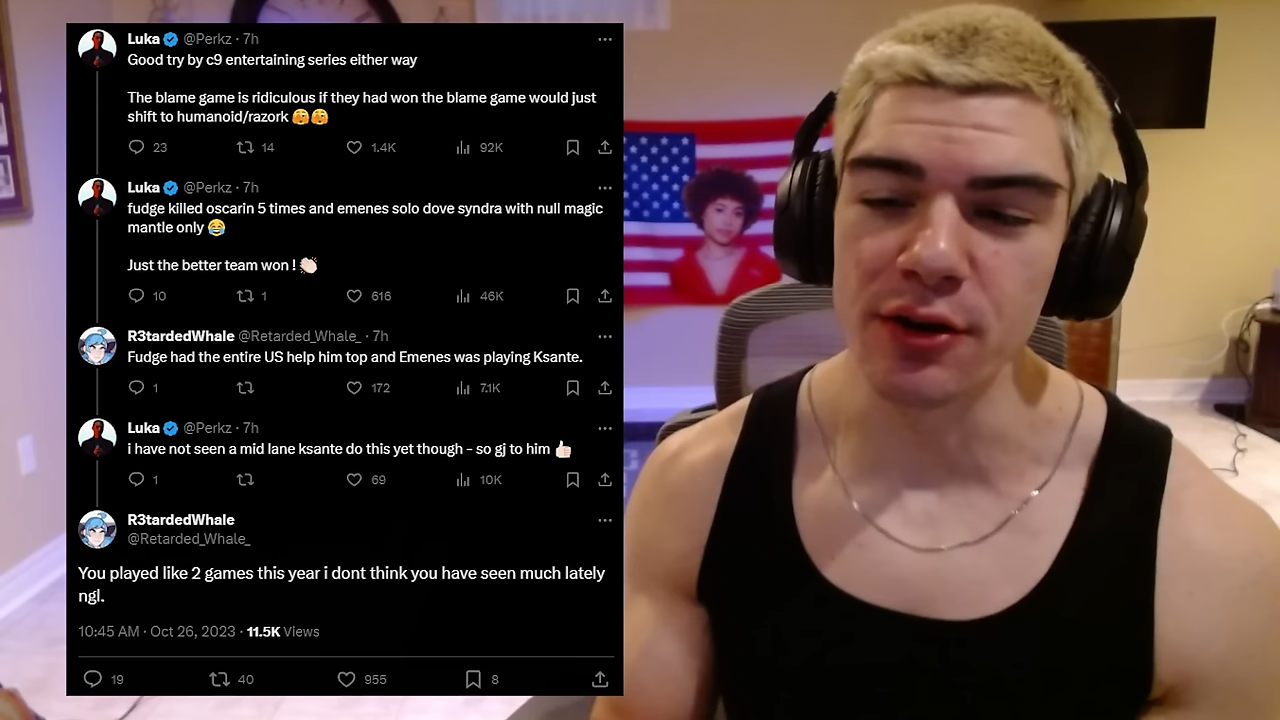 Luka @Perkz · 7h
Good try by c9 entertaining series either way
The blame game is ridiculous if they had won the blame game would just
shift to humanoid/razork 🫣🫣
23 14 1.4K 92K
Luka @Perkz · 7h
fudge killed oscarin 5 times and emenes solo dove syndra with null magic
mantle only 😂
Just the better team won ! 👏🏻
10 1 616 46K
R3tardedWhale @Retarded_Whale_ · 7h
Fudge had the entire US help him top and Emenes was playing Ksante.
1 172 7.1K
Luka @Perkz · 7h
i have not seen a mid lane ksante do this yet though - so gj to him 👍🏻
1 69 10K
R3tardedWhale
@Retarded_Whale_
You played like 2 games this year i dont think you have seen much lately
ngl.
10:45 AM · Oct 26, 2023 · 11.5K Views
19 40 955 8